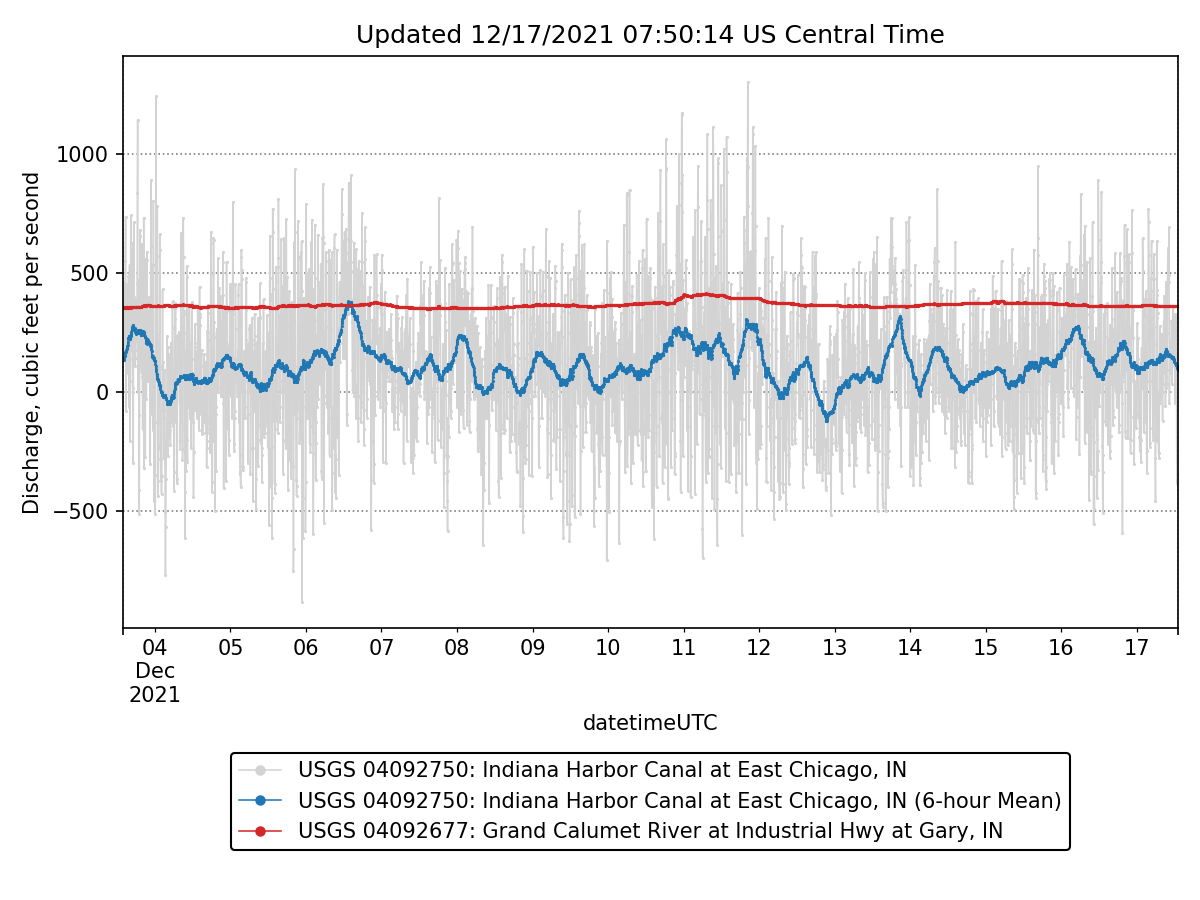 Updated 12/17/2021 07:50:14 US Central Time
Discharge, cubic feet per second
1000
500
0
−500
04 05 06 07 08 09 10 11 12 13 14 15 16 17
Dec
2021
datetimeUTC
USGS 04092750: Indiana Harbor Canal at East Chicago, IN
USGS 04092750: Indiana Harbor Canal at East Chicago, IN (6-hour Mean)
USGS 04092677: Grand Calumet River at Industrial Hwy at Gary, IN